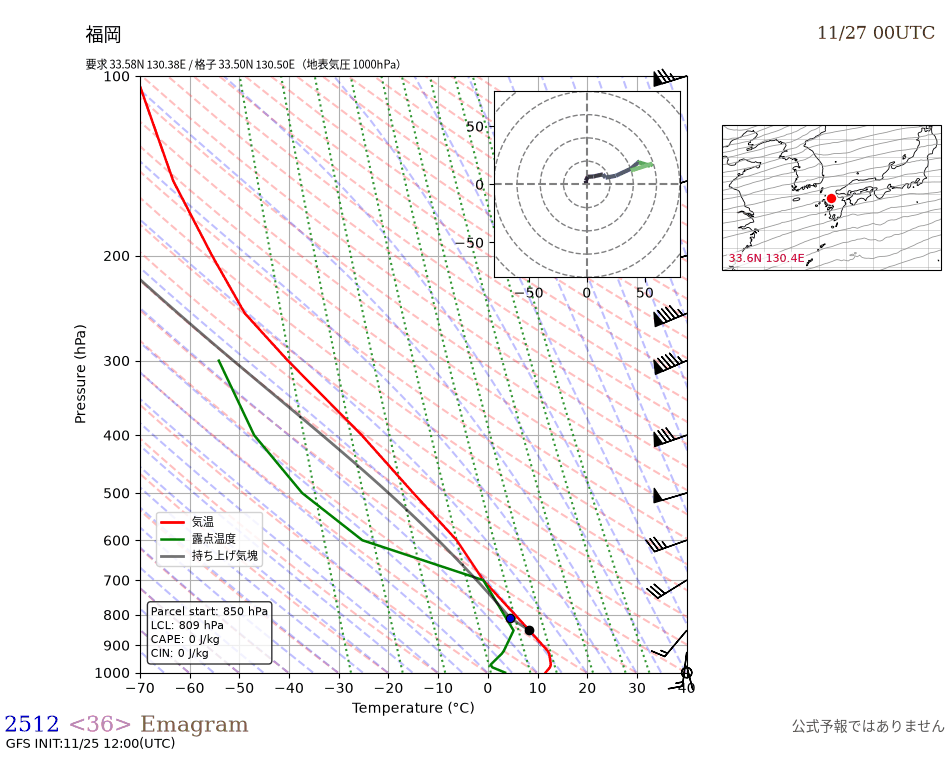 福岡
11/27 00UTC
要求 33.58N 130.38E / 格子 33.50N 130.50E（地表気圧 1000hPa）
100
200
300
400
500
600
700
800
900
1000
Pressure (hPa)
50
0
−50
−50 0 50
33.6N 130.4E
気温
露点温度
持ち上げ気塊
Parcel start: 850 hPa
LCL: 809 hPa
CAPE: 0 J/kg
CIN: 0 J/kg
−70 −60 −50 −40 −30 −20 −10 0 10 20 30 40
Temperature (°C)
2512 <36> Emagram
公式予報ではありません
GFS INIT:11/25 12:00(UTC)